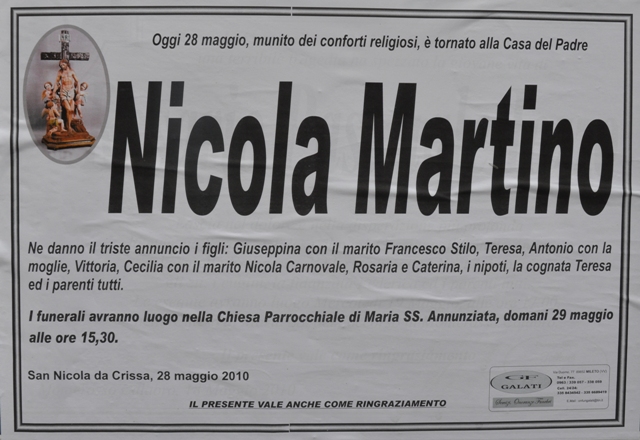 Oggi 28 maggio, munito dei conforti religiosi, è tornato alla Casa del Padre
Nicola Martino
Ne danno il triste annuncio i figli: Giuseppina con il marito Francesco Stilo, Teresa, Antonio con la
moglie, Vittoria, Cecilia con il marito Nicola Carnovale, Rosaria e Caterina, i nipoti, la cognata Teresa
ed i parenti tutti.
I funerali avranno luogo nella Chiesa Parrocchiale di Maria SS. Annunziata, domani 29 maggio
alle ore 15,30.
San Nicola da Crissa, 28 maggio 2010
GALATI
IL PRESENTE VALE ANCHE COME RINGRAZIAMENTO